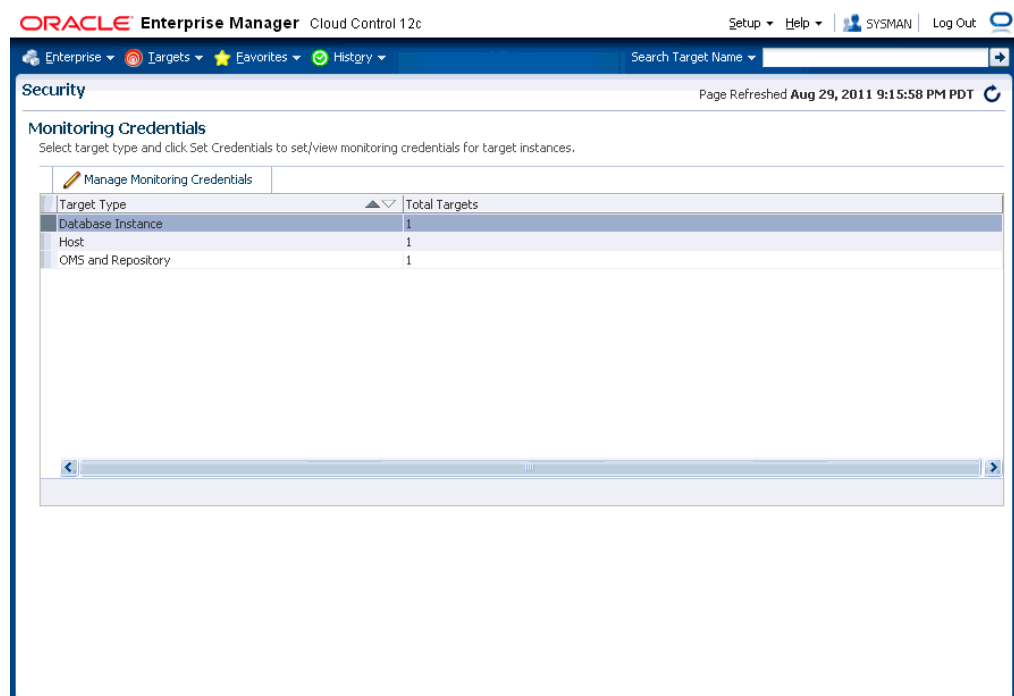 ORACLE Enterprise Manager Cloud Control 12c
Setup Help SYSMAN Log Out
Enterprise Targets Favorites History Search Target Name
Security
Page Refreshed Aug 29, 2011 9:15:58 PM PDT
Monitoring Credentials
Select target type and click Set Credentials to set/view monitoring credentials for target instances.
Manage Monitoring Credentials
Target Type Total Targets
Database Instance 1
Host 1
OMS and Repository 1